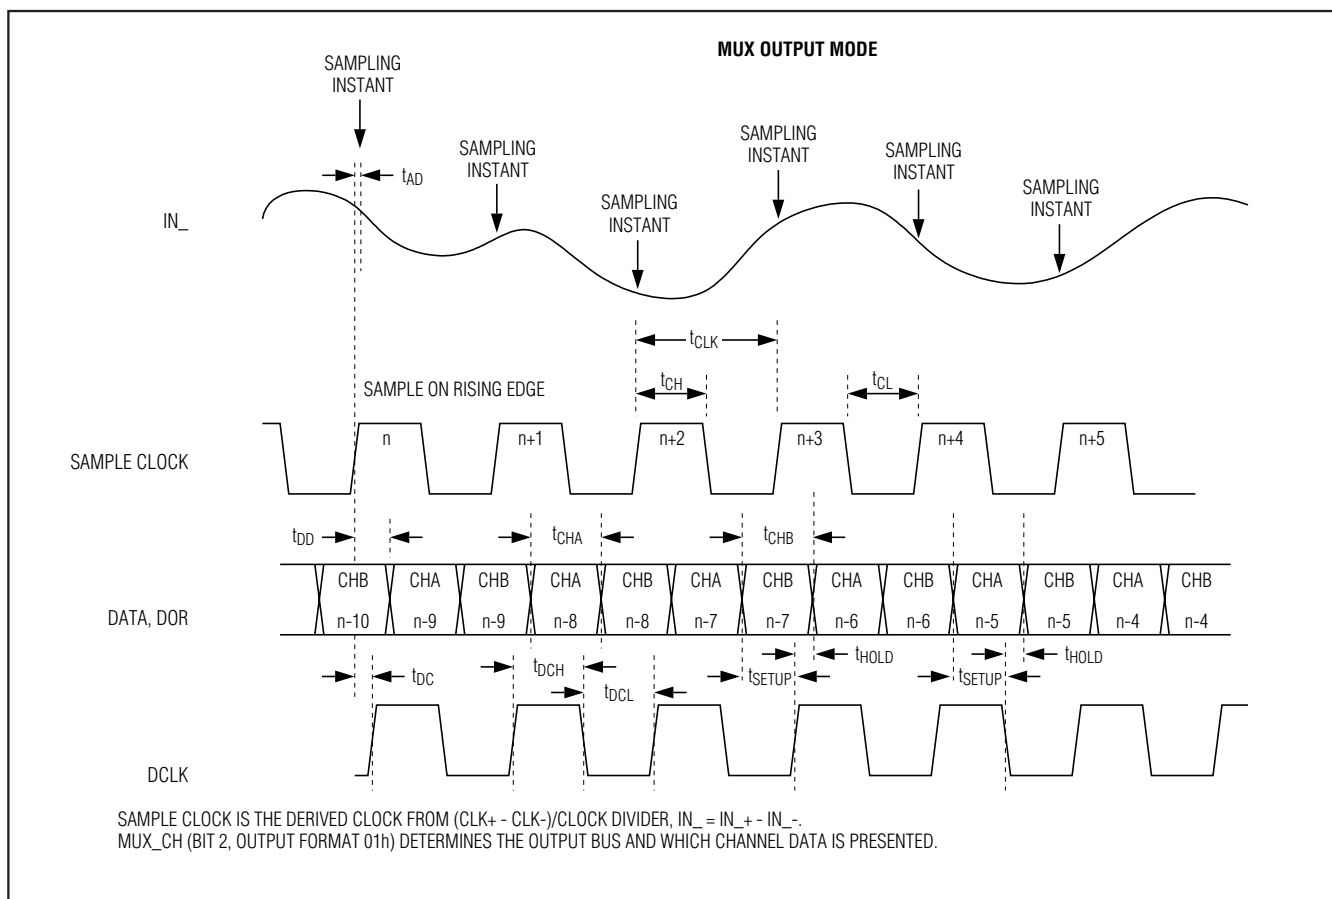 MUX OUTPUT MODE
SAMPLING
INSTANT
SAMPLING
INSTANT
SAMPLING
INSTANT
SAMPLING
INSTANT
SAMPLING
INSTANT
SAMPLING
INSTANT
tAD
IN_
tCLK
tCH
tCL
SAMPLE ON RISING EDGE
SAMPLE CLOCK
n n+1 n+2 n+3 n+4 n+5
tDD tCHA tCHB
DATA, DOR
CHB CHA CHB CHA CHB CHA CHB CHA CHB CHA CHB CHA CHB
n-10 n-9 n-9 n-8 n-8 n-7 n-7 n-6 n-6 n-5 n-5 n-4 n-4
tDC tDCH tDCL tSETUP tHOLD tSETUP tHOLD
DCLK
SAMPLE CLOCK IS THE DERIVED CLOCK FROM (CLK+ - CLK-)/CLOCK DIVIDER, IN_ = IN_+ - IN_-.
MUX_CH (BIT 2, OUTPUT FORMAT 01h) DETERMINES THE OUTPUT BUS AND WHICH CHANNEL DATA IS PRESENTED.